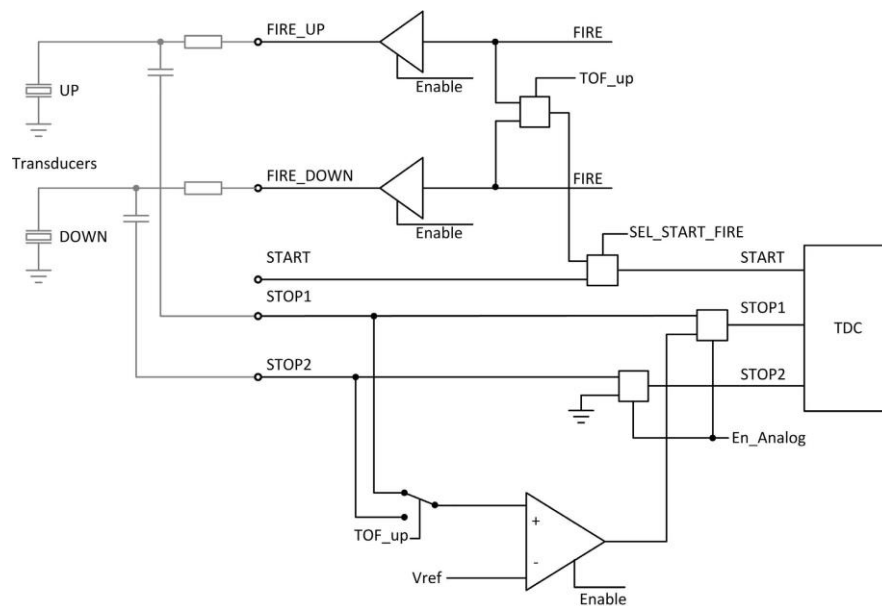 FIRE_UP
FIRE
Enable
TOF_up
UP
Transducers
FIRE_DOWN
FIRE
Enable
DOWN
SEL_START_FIRE
START
START
STOP1
STOP1
TDC
STOP2
STOP2
En_Analog
+
TOF_up
-
Vref
Enable